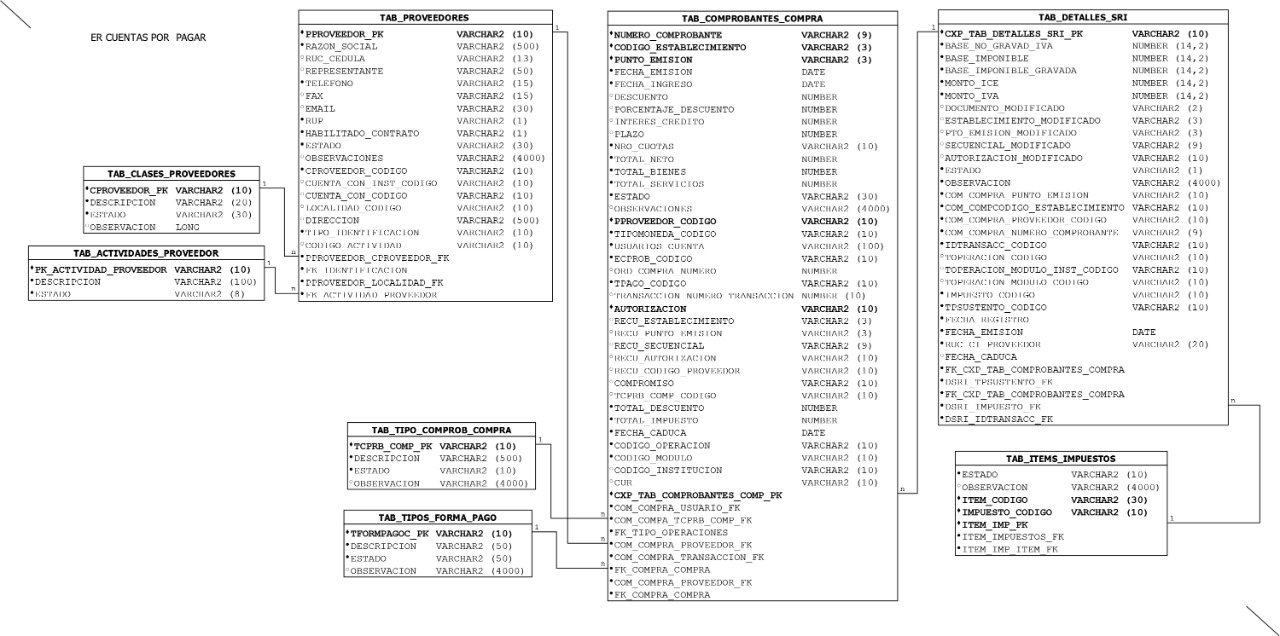 ER CUENTAS POR PAGAR
TAB_PROVEEDORES
PPROVEEDOR_PK VARCHAR2 (10)
RAZON_SOCIAL VARCHAR2 (500)
RUC_CEDULA VARCHAR2 (13)
REPRESENTANTE VARCHAR2 (50)
TELEFONO VARCHAR2 (15)
FAX VARCHAR2 (15)
EMAIL VARCHAR2 (30)
RUP VARCHAR2 (1)
HABILITADO_CONTRATO VARCHAR2 (1)
ESTADO VARCHAR2 (30)
OBSERVACIONES VARCHAR2 (4000)
CPROVEEDOR_CODIGO VARCHAR2 (10)
CUENTA_CON_INST_CODIGO VARCHAR2 (10)
CUENTA_CON_CODIGO VARCHAR2 (10)
LOCALIDAD_CODIGO VARCHAR2 (10)
DIRECCION VARCHAR2 (500)
TIPO_IDENTIFICACION VARCHAR2 (10)
CODIGO_ACTIVIDAD VARCHAR2 (10)
PPROVEEDOR_CPROVEEDOR_FK
FK_IDENTIFICACION
PPROVEEDOR_LOCALIDAD_FK
FK_ACTIVIDAD_PROVEEDOR
TAB_CLASES_PROVEEDORES
CPROVEEDOR_PK VARCHAR2 (10)
DESCRIPCION VARCHAR2 (20)
ESTADO VARCHAR2 (30)
OBSERVACION LONG
TAB_ACTIVIDADES_PROVEEDOR
PK_ACTIVIDAD_PROVEEDOR VARCHAR2 (10)
DESCRIPCION VARCHAR2 (100)
ESTADO VARCHAR2 (8)
1
n
1
n
1
TAB_COMPROBANTES_COMPRA
NUMERO_COMPROBANTE VARCHAR2 (9)
CODIGO_ESTABLECIMIENTO VARCHAR2 (3)
PUNTO_EMISION VARCHAR2 (3)
FECHA_EMISION DATE
FECHA_INGRESO DATE
DESCUENTO NUMBER
PORCENTAJE_DESCUENTO NUMBER
INTERES_CREDITO NUMBER
PLAZO NUMBER
NRO_CUOTAS VARCHAR2 (10)
TOTAL_NETO NUMBER
TOTAL_BIENES NUMBER
TOTAL_SERVICIOS NUMBER
ESTADO VARCHAR2 (30)
OBSERVACIONES VARCHAR2 (4000)
PPROVEEDOR_CODIGO VARCHAR2 (10)
TIPOMONEDA_CODIGO VARCHAR2 (10)
USUARIOS_CUENTA VARCHAR2 (100)
ECPROB_CODIGO VARCHAR2 (10)
ORD_COMPRA_NUMERO NUMBER
TPAGO_CODIGO VARCHAR2 (10)
TRANSACCION_NUMERO_TRANSACCION NUMBER (10)
AUTORIZACION VARCHAR2 (10)
RECU_ESTABLECIMIENTO VARCHAR2 (3)
RECU_PUNTO_EMISION VARCHAR2 (3)
RECU_SECUENCIAL VARCHAR2 (9)
RECU_AUTORIZACION VARCHAR2 (10)
RECU_CODIGO_PROVEEDOR VARCHAR2 (10)
COMPROMISO VARCHAR2 (10)
TCPRB_COMP_CODIGO VARCHAR2 (10)
TOTAL_DESCUENTO NUMBER
TOTAL_IMPUESTO NUMBER
FECHA_CADUCA DATE
CODIGO_OPERACION VARCHAR2 (10)
CODIGO_MODULO VARCHAR2 (10)
CODIGO_INSTITUCION VARCHAR2 (10)
CUR VARCHAR2 (10)
CXP_TAB_COMPROBANTES_COMP_PK
COM_COMPRA_USUARIO_FK
COM_COMPA_TCPRB_COMP_FK
FK_TIPO_OPERACIONES
COM_COMPRA_PROVEEDOR_FK
COM_COMPRA_TRANSACCION_FK
FK_COMPRA_COMPRA
COM_COMPRA_PROVEEDOR_FK
FK_COMPRA_COMPRA
n
n
n
n
TAB_TIPO_COMPROB_COMPRA
TCPRB_COMP_PK VARCHAR2 (10)
DESCRIPCION VARCHAR2 (500)
ESTADO VARCHAR2 (10)
OBSERVACION VARCHAR2 (4000)
1
TAB_TIPOS_FORMA_PAGO
TFORMPAGOC_PK VARCHAR2 (10)
DESCRIPCION VARCHAR2 (50)
ESTADO VARCHAR2 (50)
OBSERVACION VARCHAR2 (4000)
1
TAB_DETALLES_SRI
1
CXP_TAB_DETALLES_SRI_PK VARCHAR2 (10)
BASE_NO_GRAVAD_IVA NUMBER (14,2)
BASE_IMPONIBLE NUMBER (14,2)
BASE_IMPONIBLE_GRAVADA NUMBER (14,2)
MONTO_ICE NUMBER (14,2)
MONTO_IVA NUMBER (14,2)
DOCUMENTO_MODIFICADO VARCHAR2 (2)
ESTABLECIMIENTO_MODIFICADO VARCHAR2 (3)
PTO_EMISION_MODIFICADO VARCHAR2 (3)
SECUENCIAL_MODIFICADO VARCHAR2 (9)
AUTORIZACION_MODIFICADO VARCHAR2 (10)
ESTADO VARCHAR2 (1)
OBSERVACION VARCHAR2 (4000)
COM_COMPRA_PUNTO_EMISION VARCHAR2 (10)
COM_COMPCODIGO_ESTABLECIMIENTO VARCHAR2 (10)
COM_COMPRA_PROVEEDOR_CODIGO VARCHAR2 (10)
COM_COMPRA_NUMERO_COMPROBANTE VARCHAR2 (9)
IDTRANSACC_CODIGO VARCHAR2 (10)
TOPERACION_CODIGO VARCHAR2 (10)
TOPERACION_MODULO_INST_CODIGO VARCHAR2 (10)
TOPERACION_MODULO_CODIGO VARCHAR2 (10)
IMPUESTO_CODIGO VARCHAR2 (10)
TPSUSTENTO_CODIGO VARCHAR2 (10)
FECHA_REGISTRO
FECHA_EMISION DATE
RUC_CI_PROVEEDOR VARCHAR2 (20)
FECHA_CADUCA
FK_CXP_TAB_COMPROBANTES_COMPRA
DSRI_TPSUSTENTO_FK
FK_CXP_TAB_COMPROBANTES_COMPRA
DSRI_IMPUESTO_FK
DSRI_IDTRANSACC_FK
n
n
TAB_ITEMS_IMPUESTOS
ESTADO VARCHAR2 (10)
OBSERVACION VARCHAR2 (4000)
ITEM_CODIGO VARCHAR2 (30)
IMPUESTO_CODIGO VARCHAR2 (10)
ITEM_IMP_PK
ITEM_IMPUESTOS_FK
ITEM_IMP_ITEM_FK
1